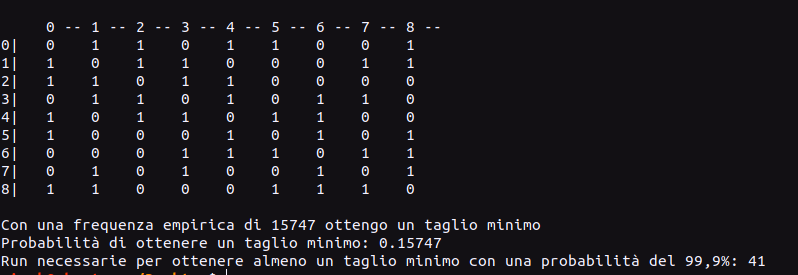 0 -- 1 -- 2 -- 3 -- 4 -- 5 -- 6 -- 7 -- 8 --
0| 0 1 1 0 1 1 0 0 1
1| 1 0 1 1 0 0 0 1 1
2| 1 1 0 1 1 0 0 0 0
3| 0 1 1 0 1 0 1 1 0
4| 1 0 1 1 0 1 1 0 0
5| 1 0 0 0 1 0 1 0 1
6| 0 0 0 1 1 1 0 1 1
7| 0 1 0 1 0 0 1 0 1
8| 1 1 0 0 0 1 1 1 0
Con una frequenza empirica di 15747 ottengo un taglio minimo
Probabilità di ottenere un taglio minimo: 0.15747
Run necessarie per ottenere almeno un taglio minimo con una probabilità del 99,9%: 41